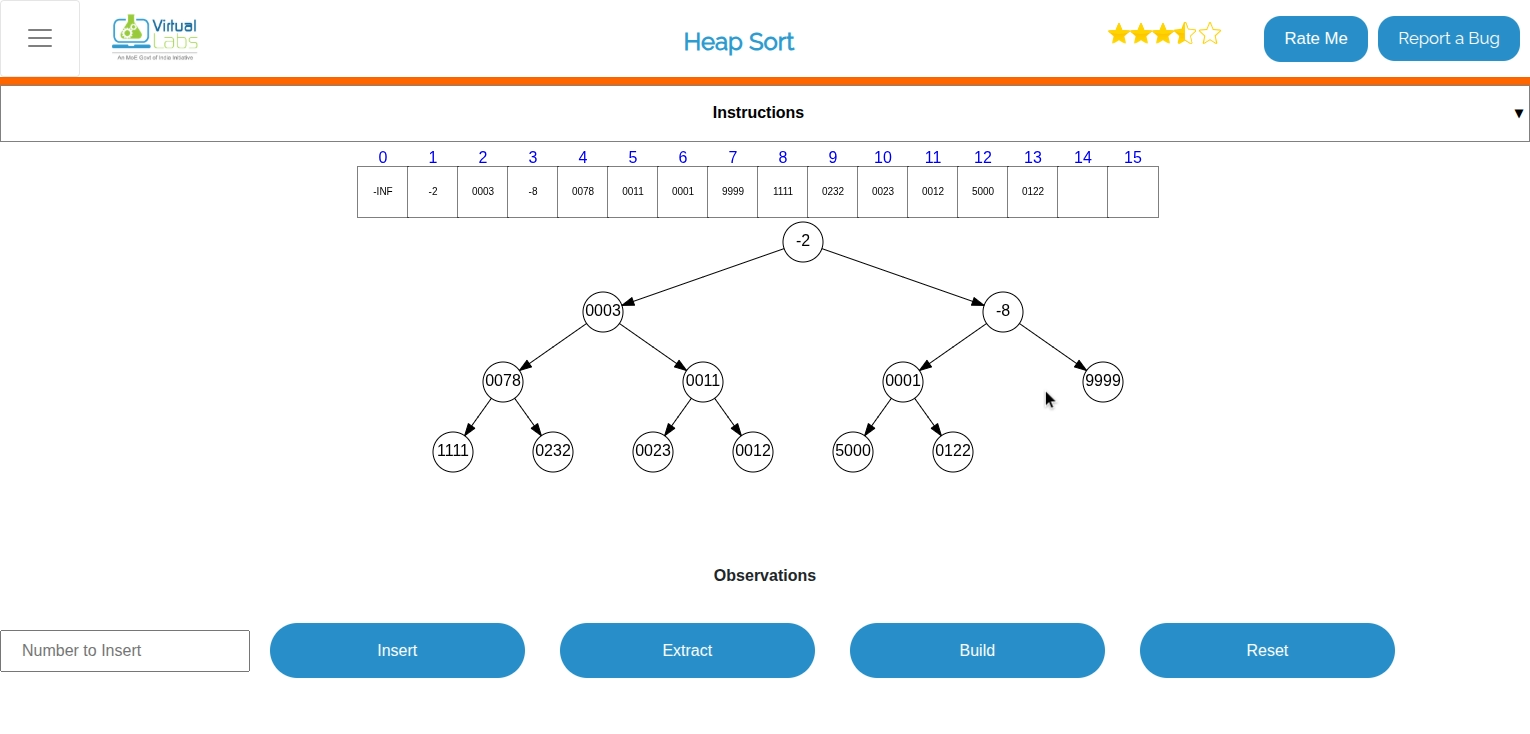 Virtual
Labs
An MoE Govt of India Initiative
Heap Sort
Rate Me
Report a Bug
Instructions
▼
0 1 2 3 4 5 6 7 8 9 10 11 12 13 14 15
-INF -2 0003 -8 0078 0011 0001 9999 1111 0232 0023 0012 5000 0122
-2
0003 -8
0078 0011 0001 9999
1111 0232 0023 0012 5000 0122
Observations
Number to Insert
Insert
Extract
Build
Reset